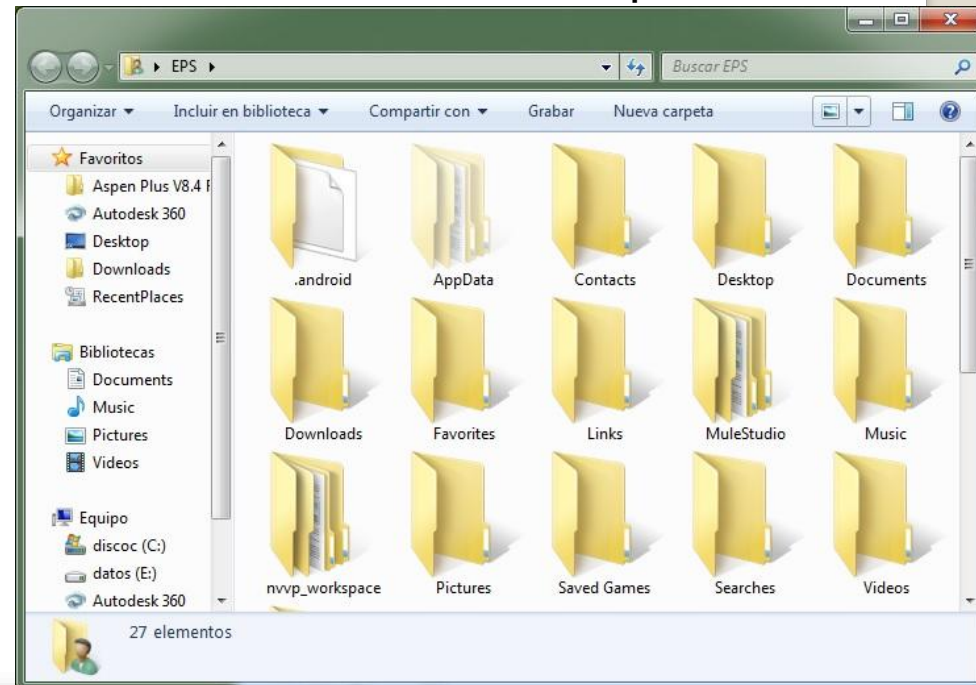 EPS
Buscar EPS
Organizar Incluir en biblioteca Compartir con Grabar Nueva carpeta
Favoritos
Aspen Plus V8.4
Autodesk 360
Desktop
Downloads
RecentPlaces
Bibliotecas
Documents
Music
Pictures
Videos
Equipo
discoc (C:)
datos (E:)
Autodesk 360
.android AppData Contacts Desktop Documents
Downloads Favorites Links MuleStudio Music
nvvp_workspace Pictures Saved Games Searches Videos
27 elementos